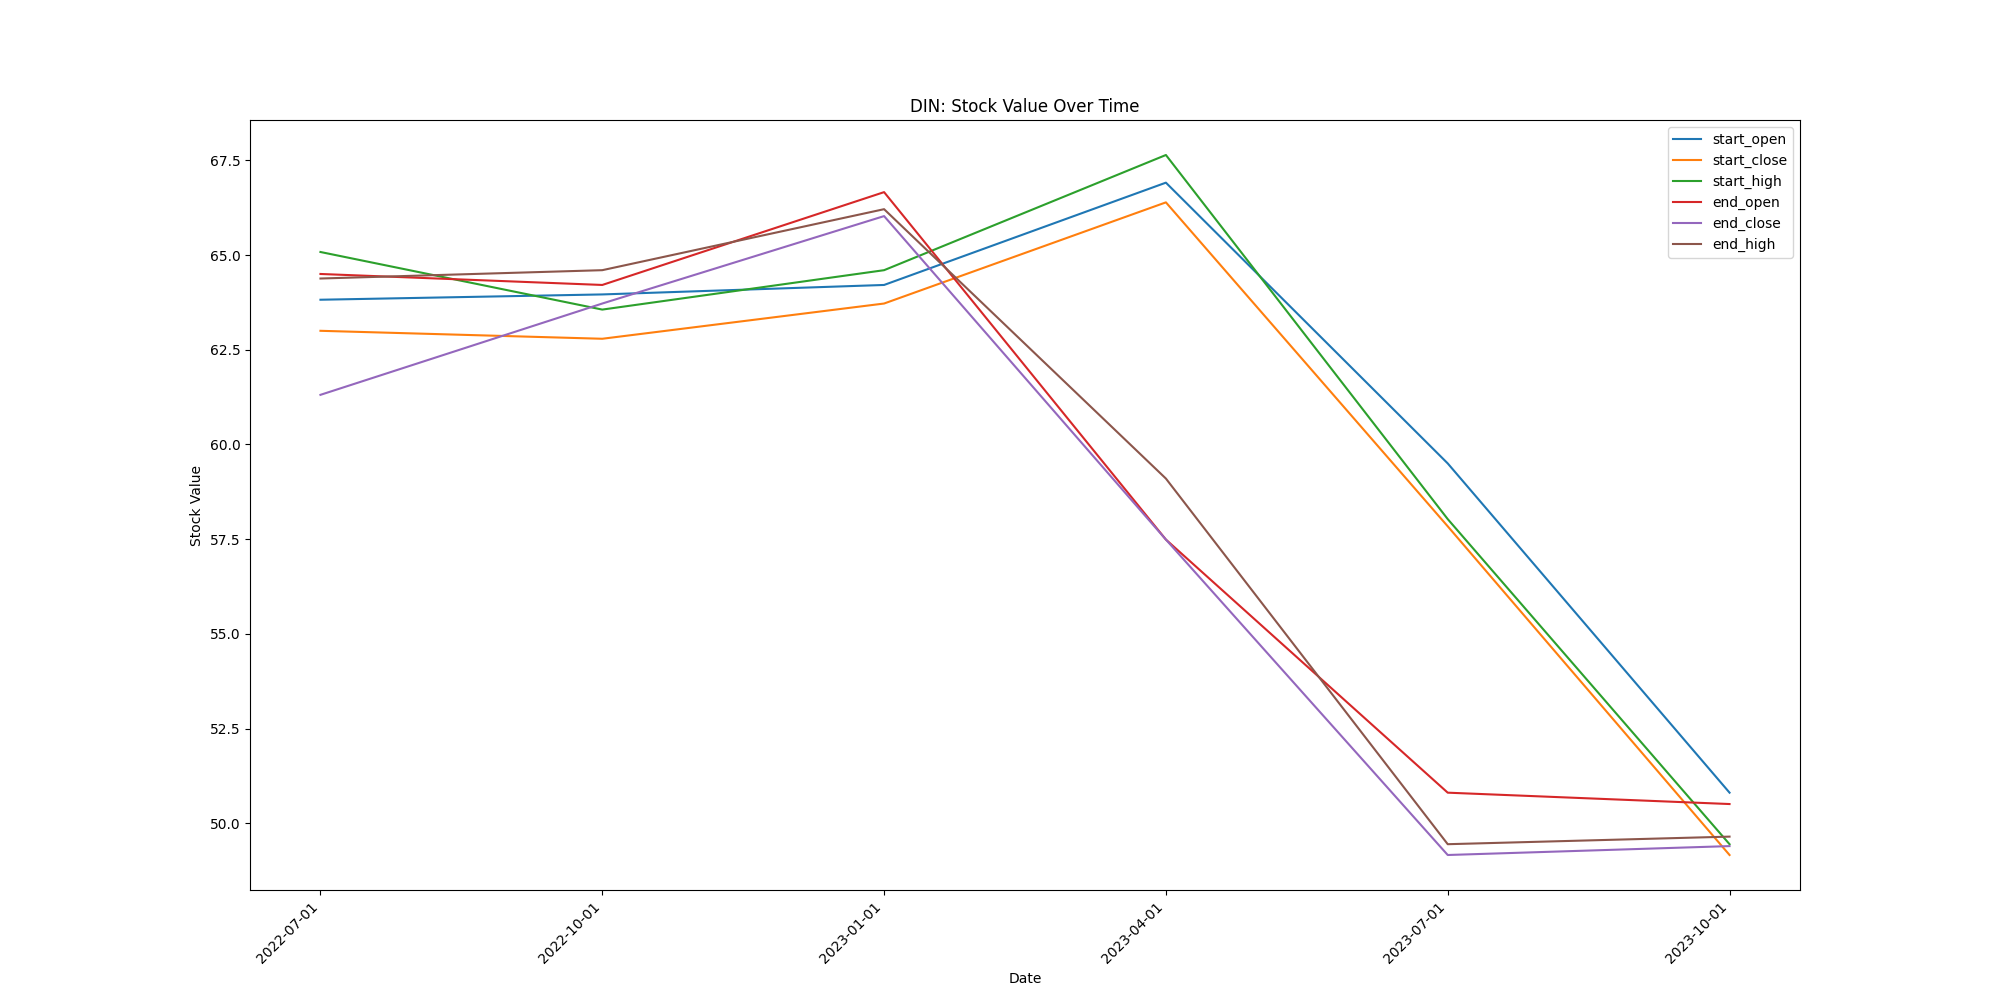 DIN: Stock Value Over Time
start_open
start_close
start_high
end_open
end_close
end_high
67.5
65.0
62.5
60.0
57.5
55.0
52.5
50.0
Stock Value
2022-07-01
2022-10-01
2023-01-01
2023-04-01
2023-07-01
2023-10-01
Date